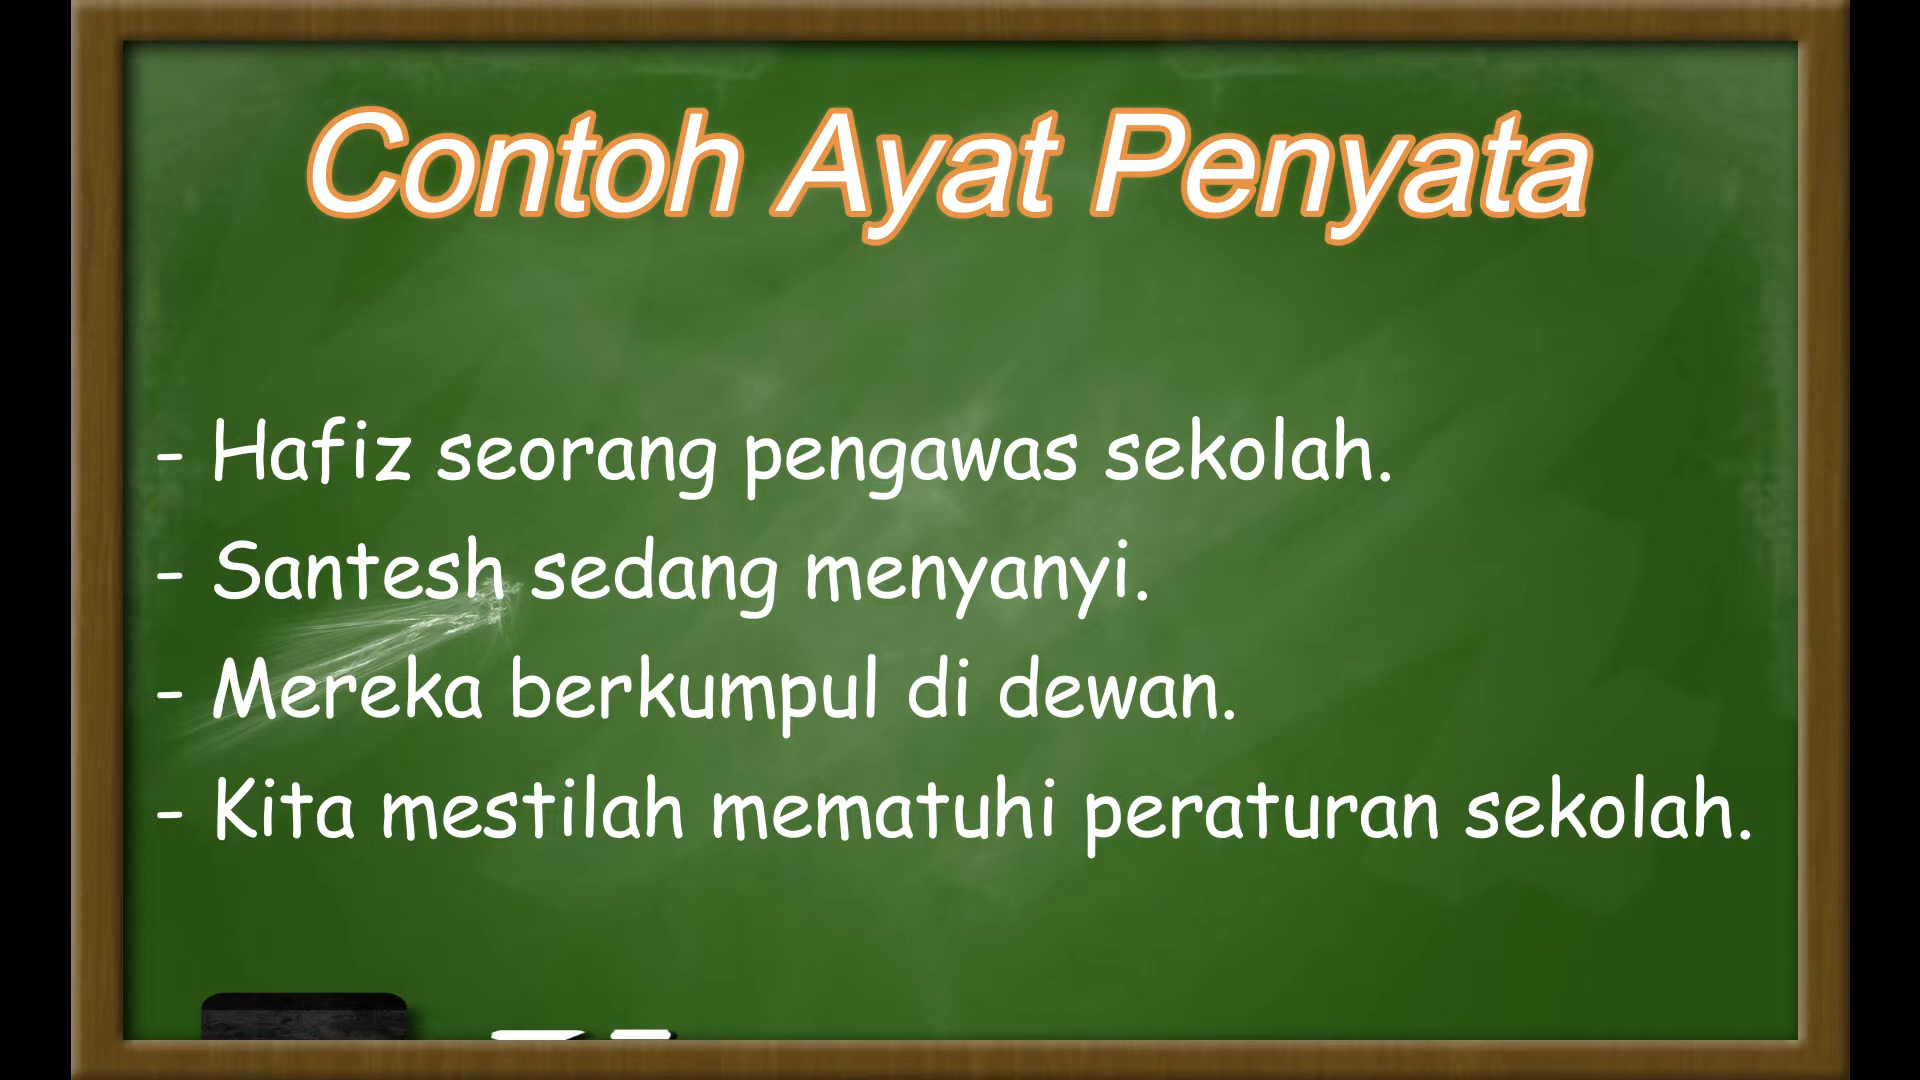 Contoh Ayat Penyata
- Hafiz seorang pengawas sekolah.
- Santesh sedang menyanyi.
- Mereka berkumpul di dewan.
- Kita mestilah mematuhi peraturan sekolah.